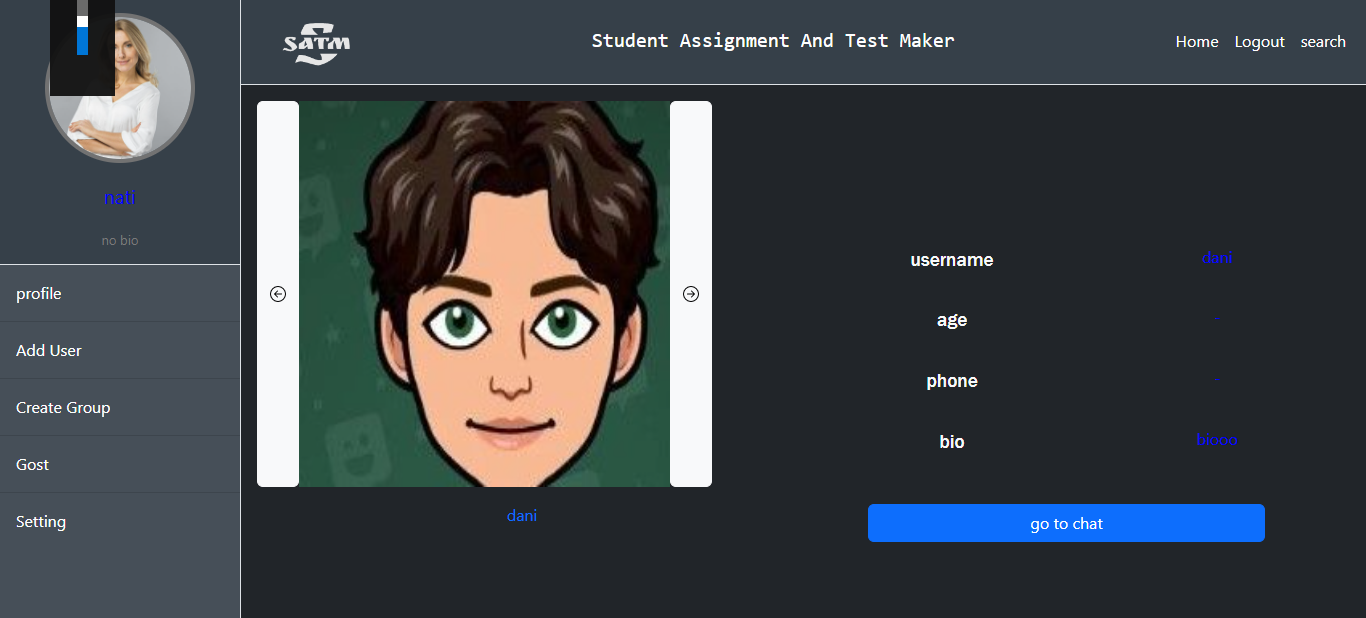 SATM
Student Assignment And Test Maker
Home Logout search
nati
no bio
profile
Add User
Create Group
Gost
Setting
dani
username dani
age -
phone
bio biooo
go to chat